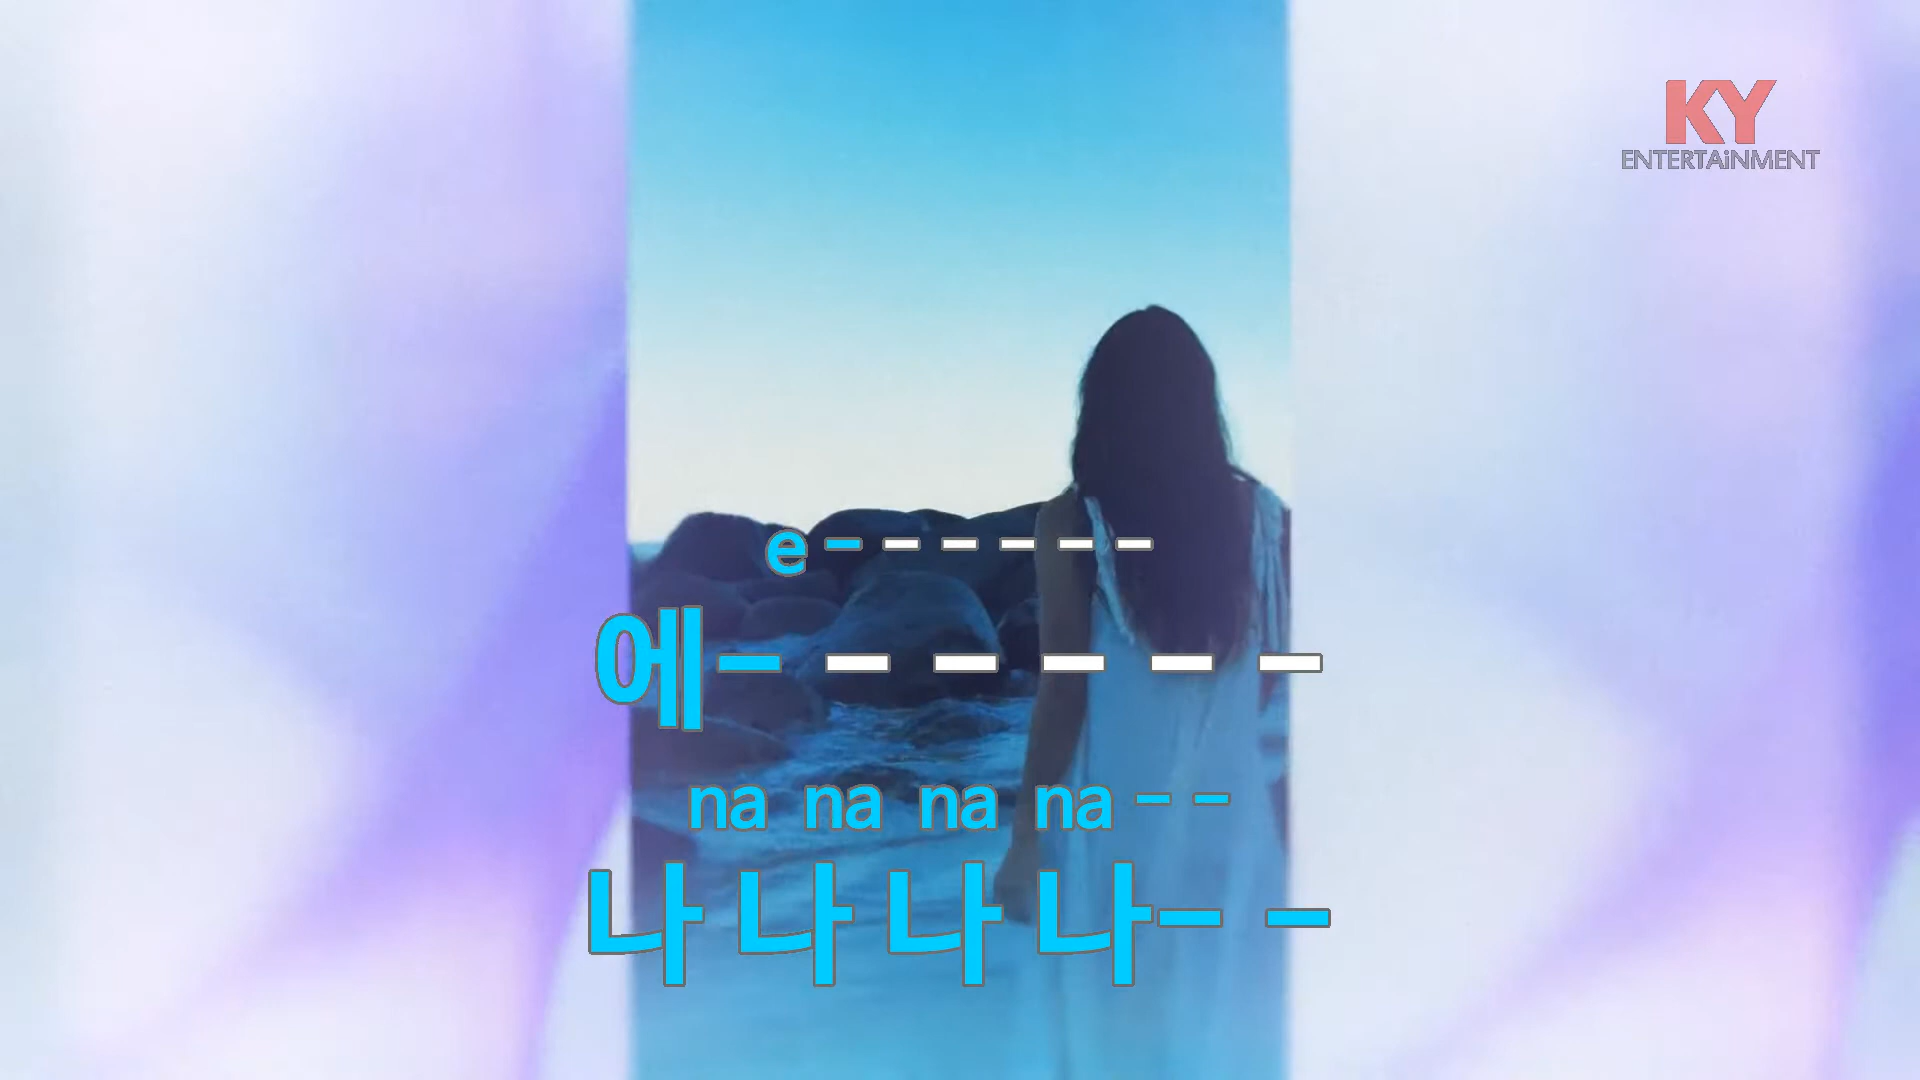 KY
ENTERTAiNMENT
e - - - - - -
에- - - - - -
na na na na - -
나 나 나 나- -